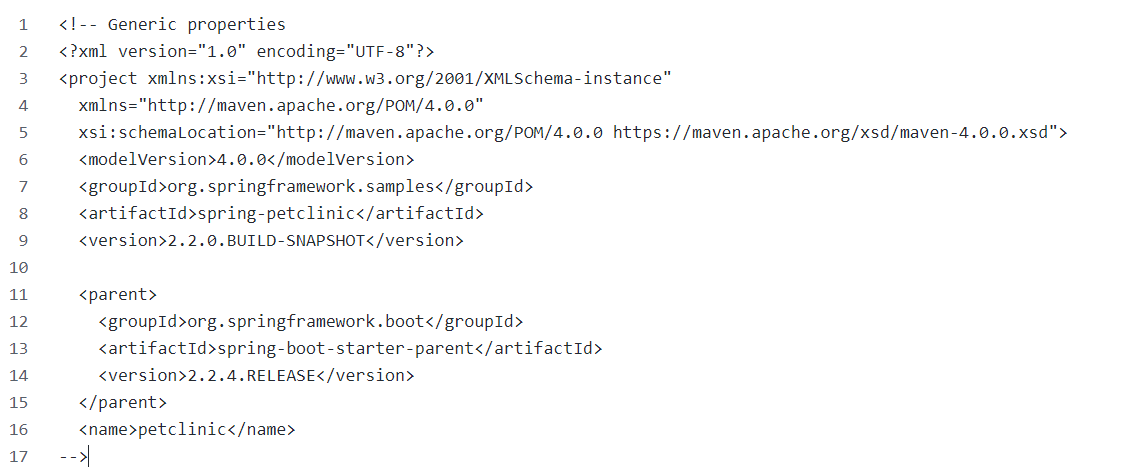 1 <!-- Generic properties
2 <?xml version="1.0" encoding="UTF-8"?>
3 <project xmlns:xsi="http://www.w3.org/2001/XMLSchema-instance"
4 xmlns="http://maven.apache.org/POM/4.0.0"
5 xsi:schemaLocation="http://maven.apache.org/POM/4.0.0 https://maven.apache.org/xsd/maven-4.0.0.xsd">
6 <modelVersion>4.0.0</modelVersion>
7 <groupId>org.springframework.samples</groupId>
8 <artifactId>spring-petclinic</artifactId>
9 <version>2.2.0.BUILD-SNAPSHOT</version>
10
11 <parent>
12 <groupId>org.springframework.boot</groupId>
13 <artifactId>spring-boot-starter-parent</artifactId>
14 <version>2.2.4.RELEASE</version>
15 </parent>
16 <name>petclinic</name>
17 -->